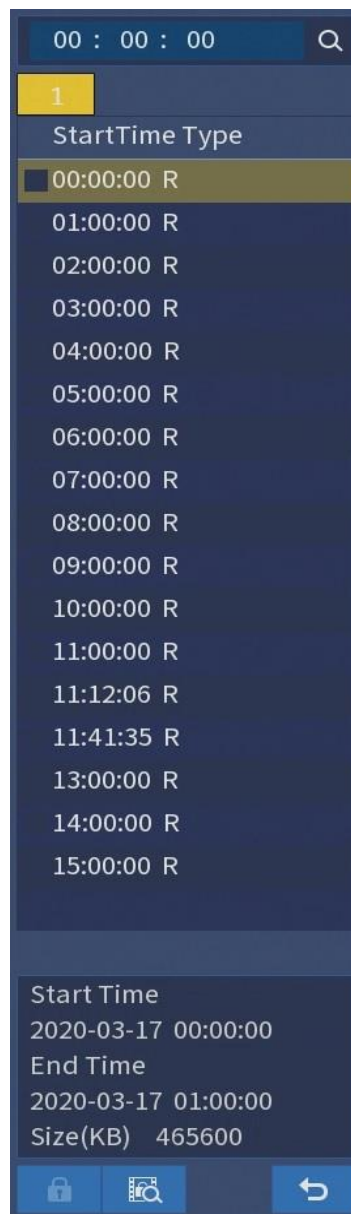 00 : 00 : 00
1
StartTime Type
00:00:00 R
01:00:00 R
02:00:00 R
03:00:00 R
04:00:00 R
05:00:00 R
06:00:00 R
07:00:00 R
08:00:00 R
09:00:00 R
10:00:00 R
11:00:00 R
11:12:06 R
11:41:35 R
13:00:00 R
14:00:00 R
15:00:00 R
Start Time
2020-03-17 00:00:00
End Time
2020-03-17 01:00:00
Size(KB) 465600